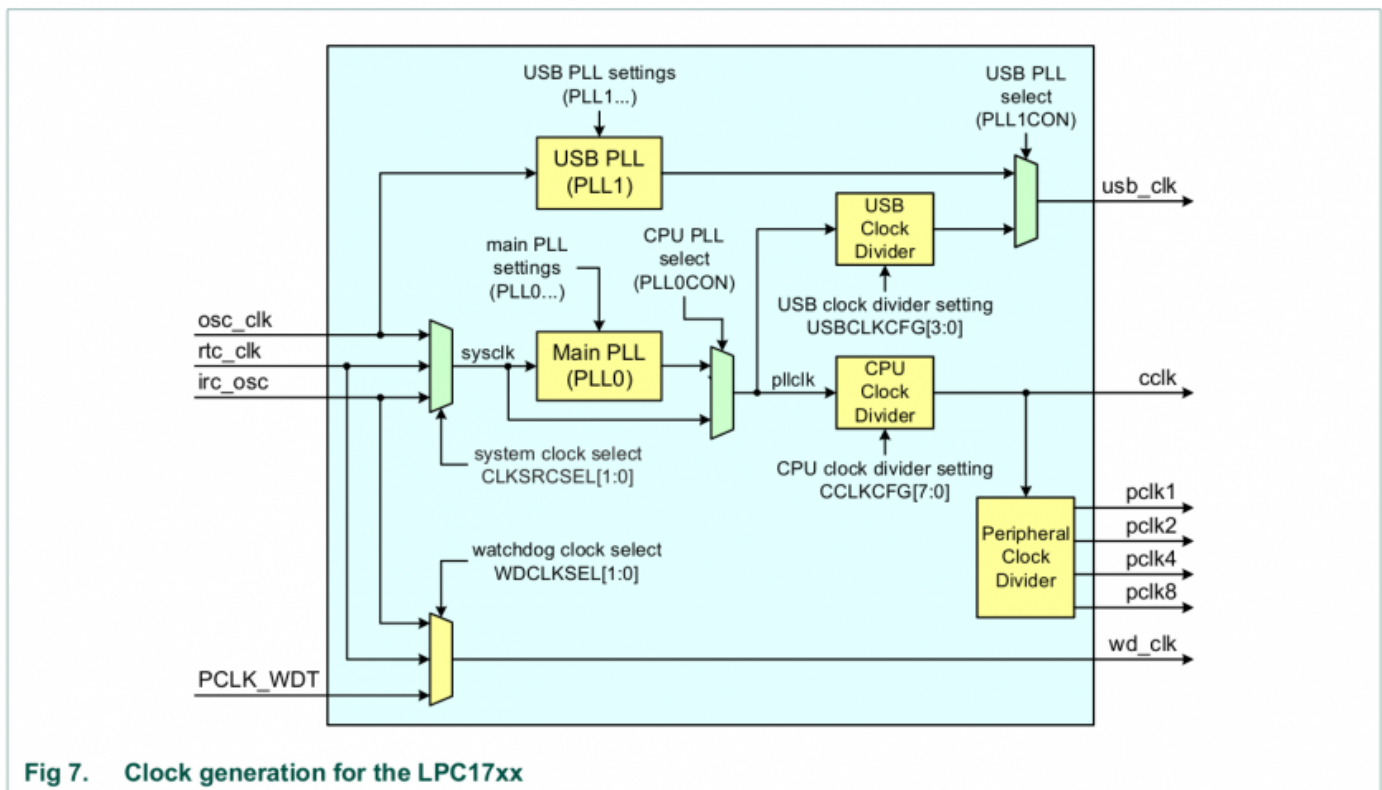 USB PLL settings
(PLL1...)
USB PLL
select
(PLL1CON)
USB PLL
(PLL1)
usb_clk
USB
Clock
Divider
main PLL
settings
(PLL0...)
CPU PLL
select
(PLL0CON)
USB clock divider setting
USBCLKCFG[3:0]
osc_clk
rtc_clk
irc_osc
sysclk
Main PLL
(PLL0)
pllclk
CPU
Clock
Divider
cclk
system clock select
CLKSRCSEL[1:0]
CPU clock divider setting
CCLKCFG[7:0]
Peripheral
Clock
Divider
pclk1
pclk2
pclk4
pclk8
watchdog clock select
WDCLKSEL[1:0]
PCLK_WDT
wd_clk
Fig 7. Clock generation for the LPC17xx